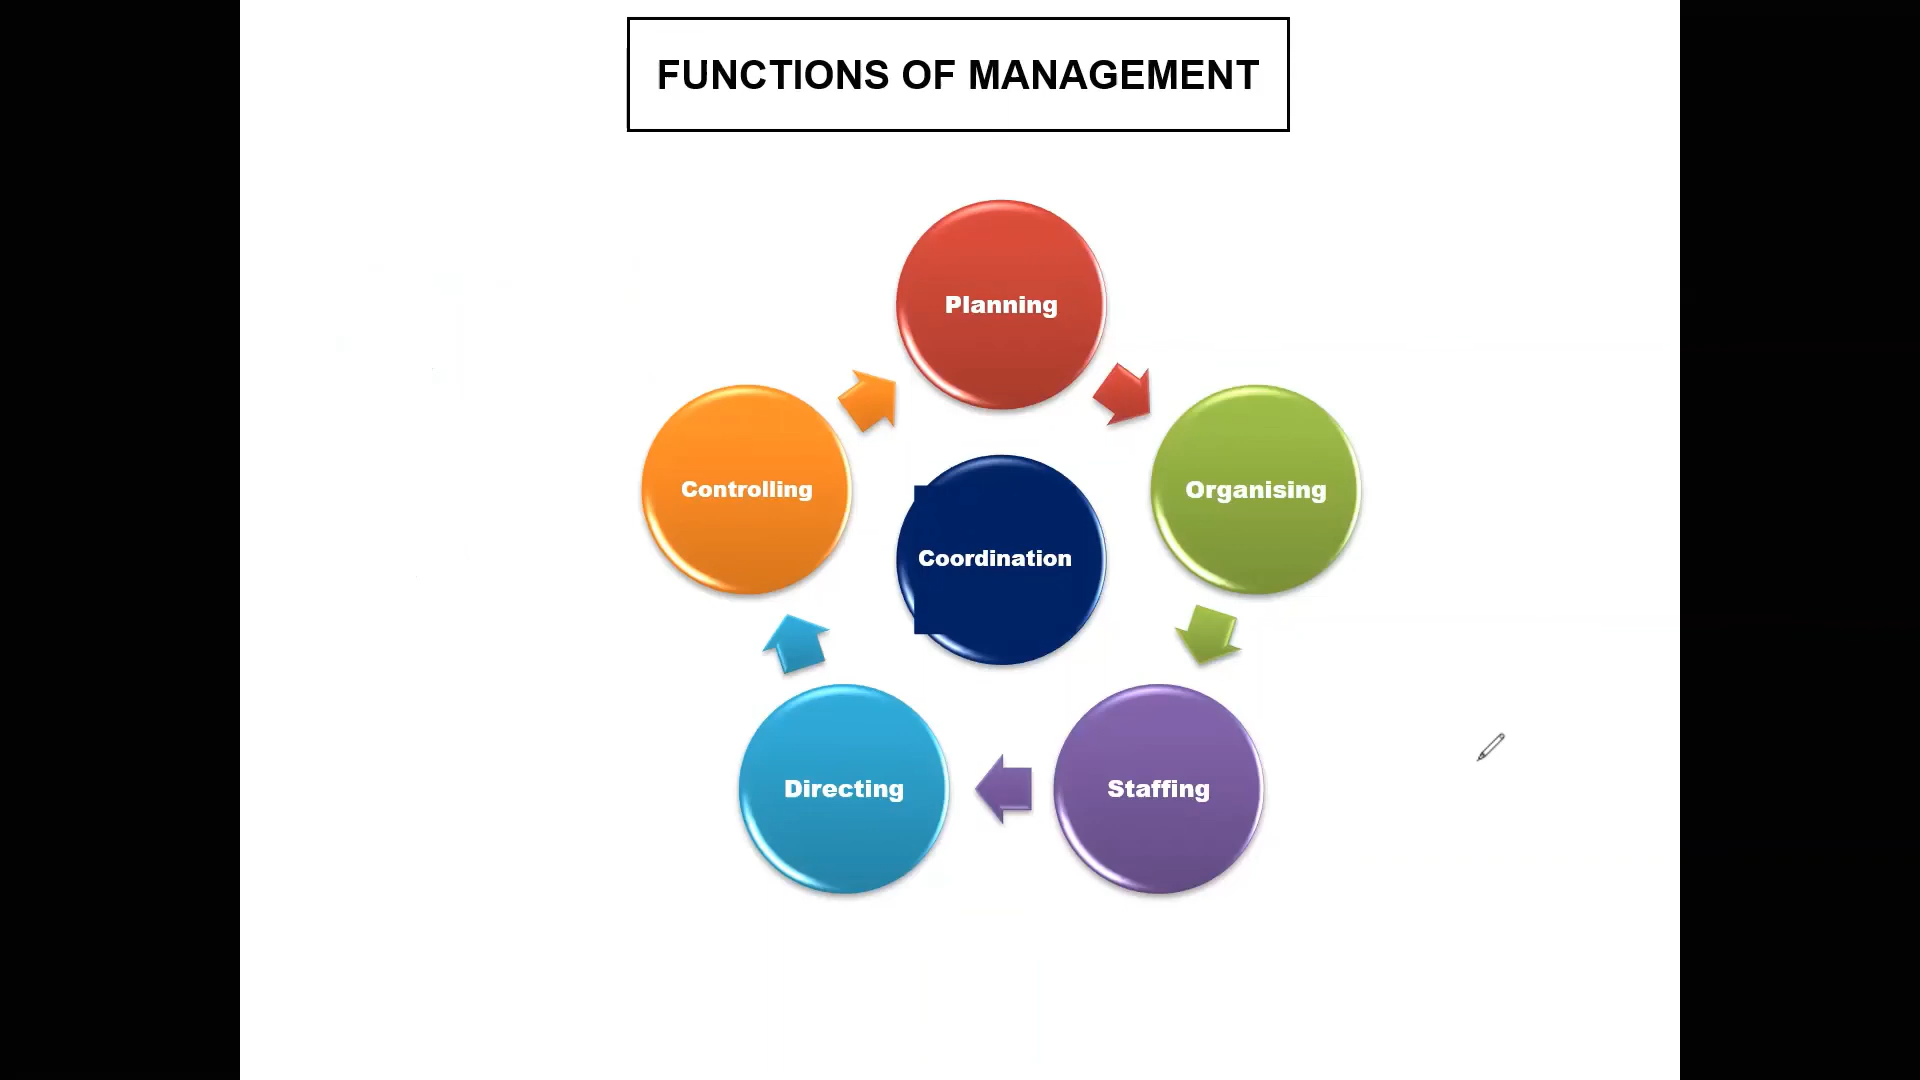 FUNCTIONS OF MANAGEMENT
Planning
Controlling
Organising
Coordination
Directing
Staffing